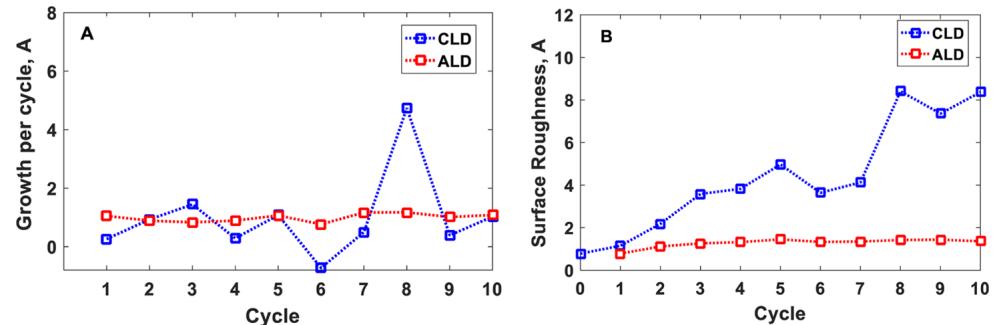 A
CLD
ALD
Growth per cycle, A
8
6
4
2
0
1 2 3 4 5 6 7 8 9 10
Cycle
B
CLD
ALD
Surface Roughness, A
12
10
8
6
4
2
0
0 1 2 3 4 5 6 7 8 9 10
Cycle